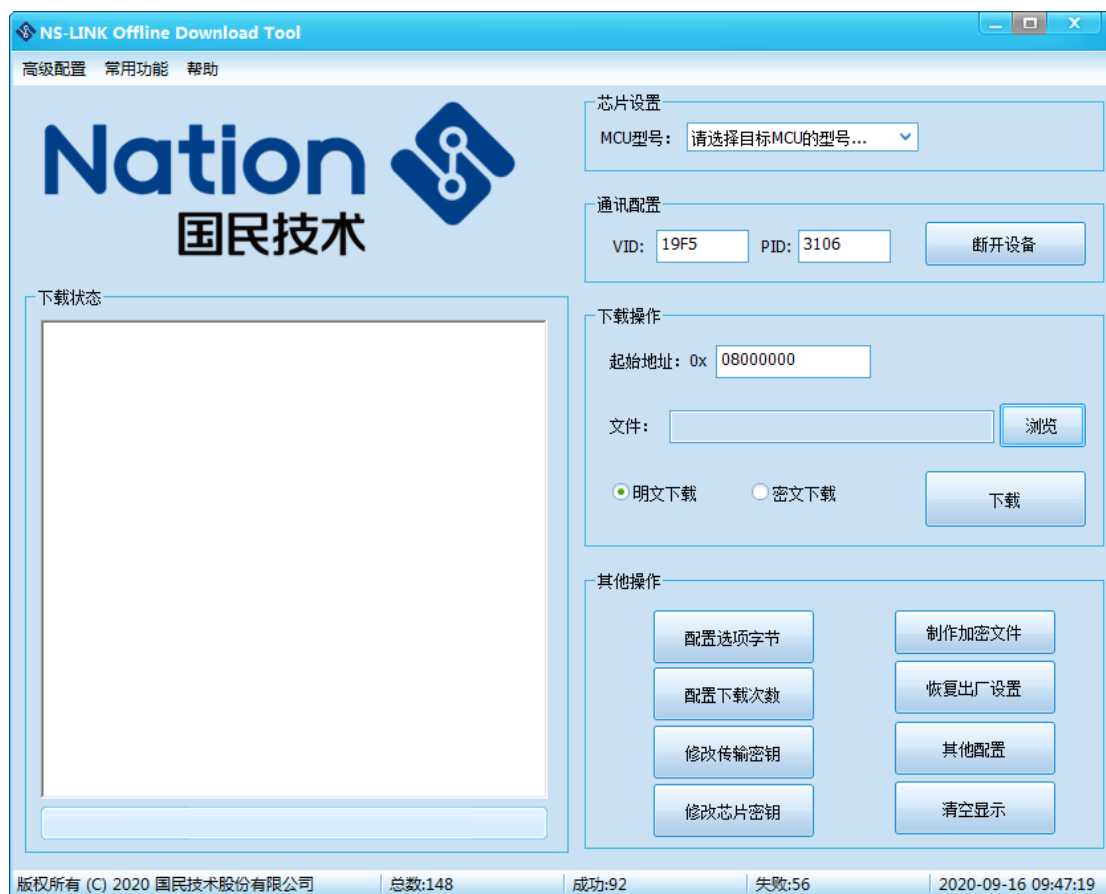 NS-LINK Offline Download Tool
高级配置 常用功能 帮助
Nation
国民技术
芯片设置
MCU型号： 请选择目标MCU的型号...
通讯配置
VID: 19F5 PID: 3106 断开设备
下载状态
下载操作
起始地址：0x 08000000
文件： 浏览
明文下载 密文下载 下载
其他操作
配置选项字节 制作加密文件
配置下载次数 恢复出厂设置
修改传输密钥 其他配置
修改芯片密钥 清空显示
版权所有 (C) 2020 国民技术股份有限公司 总数:148 成功:92 失败:56 2020-09-16 09:47:19